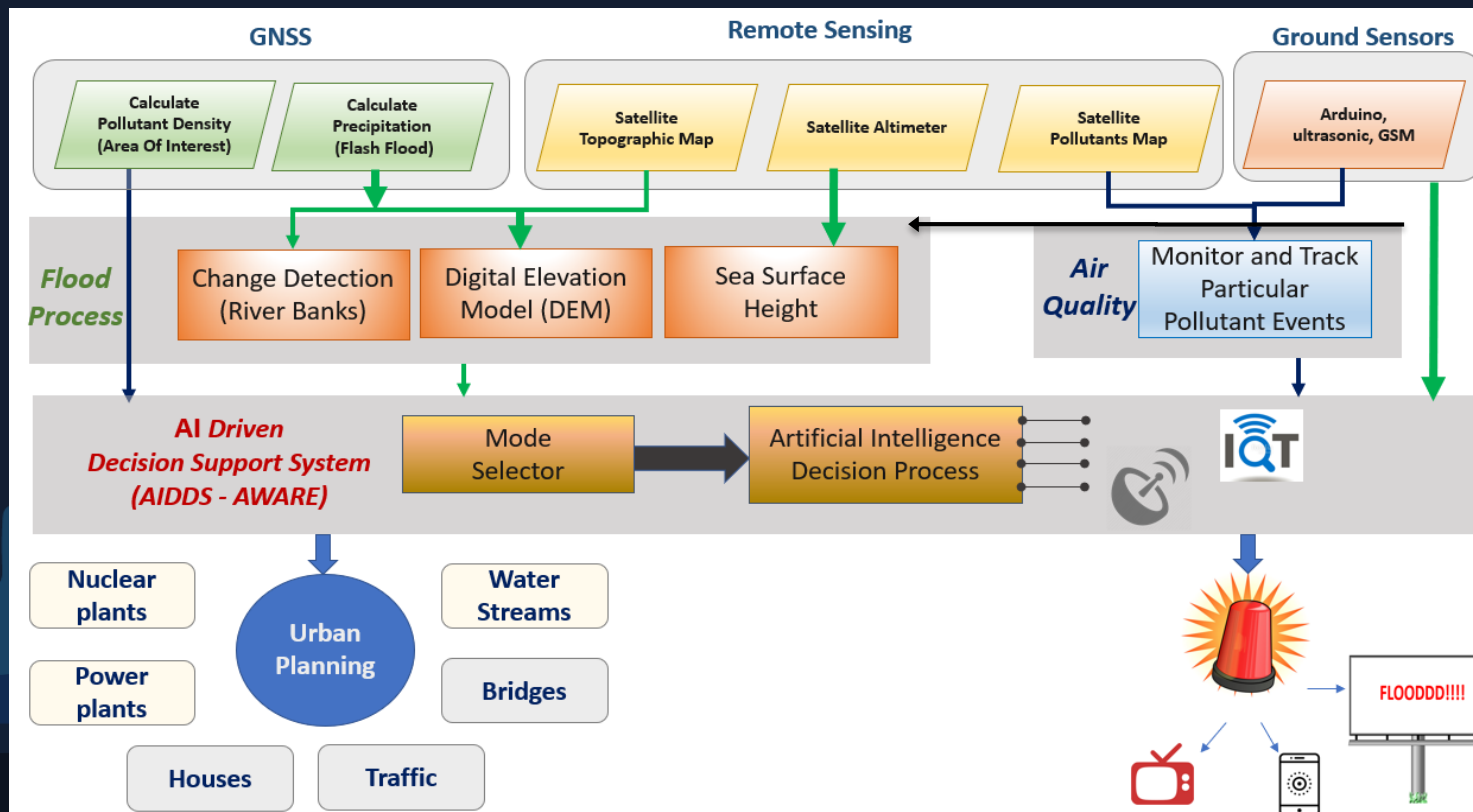 GNSS
Remote Sensing
Ground Sensors
Calculate
Pollutant Density
(Area Of Interest)
Calculate
Precipitation
(Flash Flood)
Satellite
Topographic Map
Satellite Altimeter
Satellite
Pollutants Map
Arduino,
ultrasonic, GSM
Flood
Process
Change Detection
(River Banks)
Digital Elevation
Model (DEM)
Sea Surface
Height
Air
Quality
Monitor and Track
Particular
Pollutant Events
AI Driven
Decision Support System
(AIDDS - AWARE)
Mode
Selector
Artificial Intelligence
Decision Process
IQT
Nuclear
plants
Water
Streams
Urban
Planning
Power
plants
Bridges
Houses
Traffic
FLOODDD!!!!